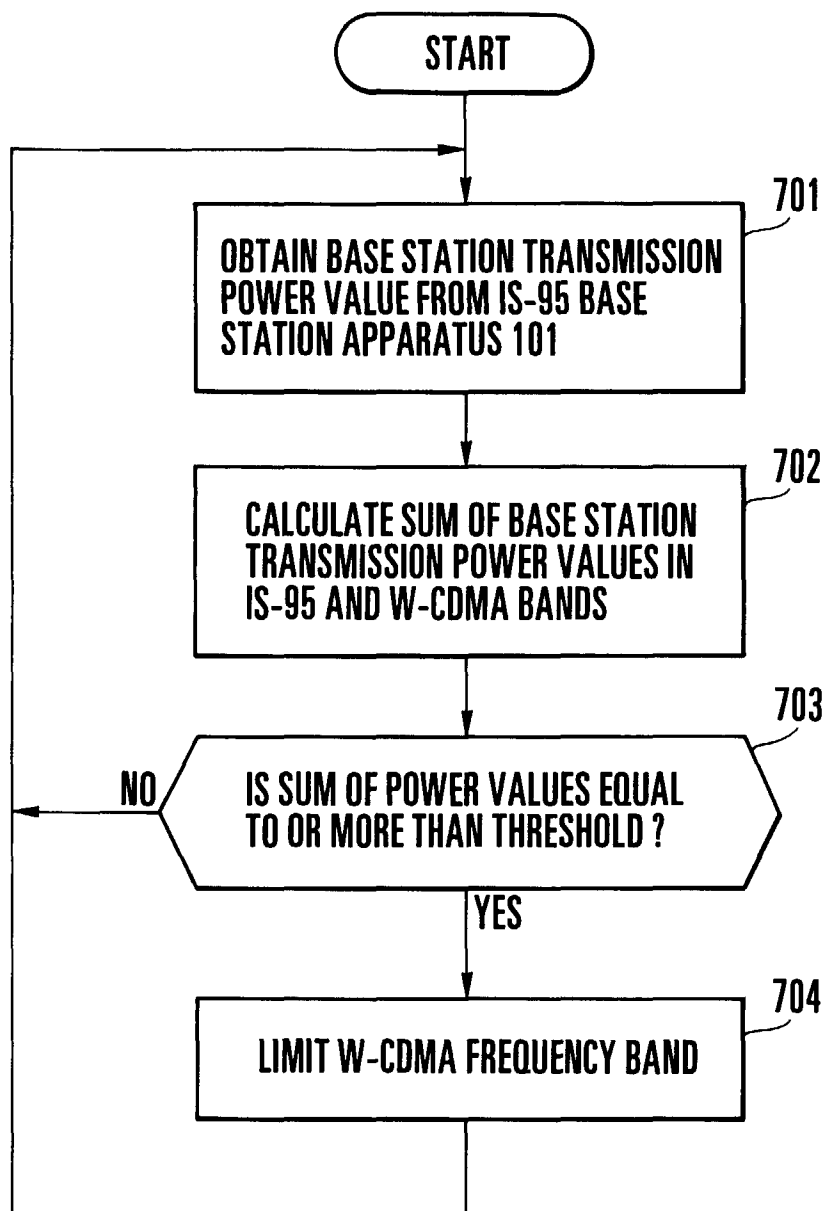 START
701
OBTAIN BASE STATION TRANSMISSION
POWER VALUE FROM IS-95 BASE
STATION APPARATUS 101
702
CALCULATE SUM OF BASE STATION
TRANSMISSION POWER VALUES IN
IS-95 AND W-CDMA BANDS
703
NO
IS SUM OF POWER VALUES EQUAL
TO OR MORE THAN THRESHOLD ?
YES
704
LIMIT W-CDMA FREQUENCY BAND